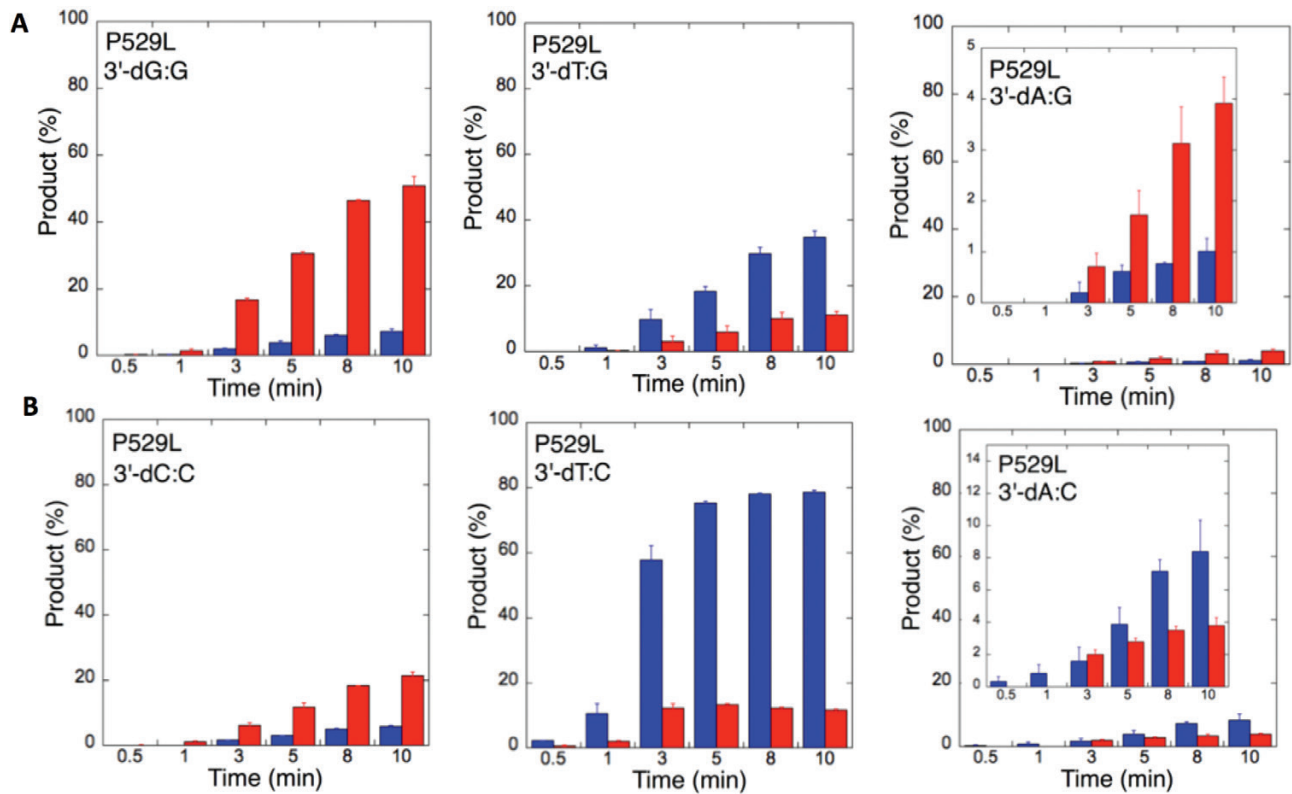 A
P529L
3'-dG:G
Product (%)
100
80
60
40
20
0
0.5 1 3 5 8 10
Time (min)
P529L
3'-dT:G
Product (%)
100
80
60
40
20
0
0.5 1 3 5 8 10
Time (min)
P529L
3'-dA:G
Product (%)
100
80
60
40
20
0
5
4
3
2
1
0
0.5 1 3 5 8 10
0.5 1 3 5 8 10
Time (min)
B
P529L
3'-dC:C
Product (%)
100
80
60
40
20
0
0.5 1 3 5 8 10
Time (min)
P529L
3'-dT:C
Product (%)
100
80
60
40
20
0
0.5 1 3 5 8 10
Time (min)
P529L
3'-dA:C
Product (%)
100
80
60
40
20
0
14
12
10
8
6
4
2
0
0.5 1 3 5 8 10
0.5 1 3 5 8 10
Time (min)